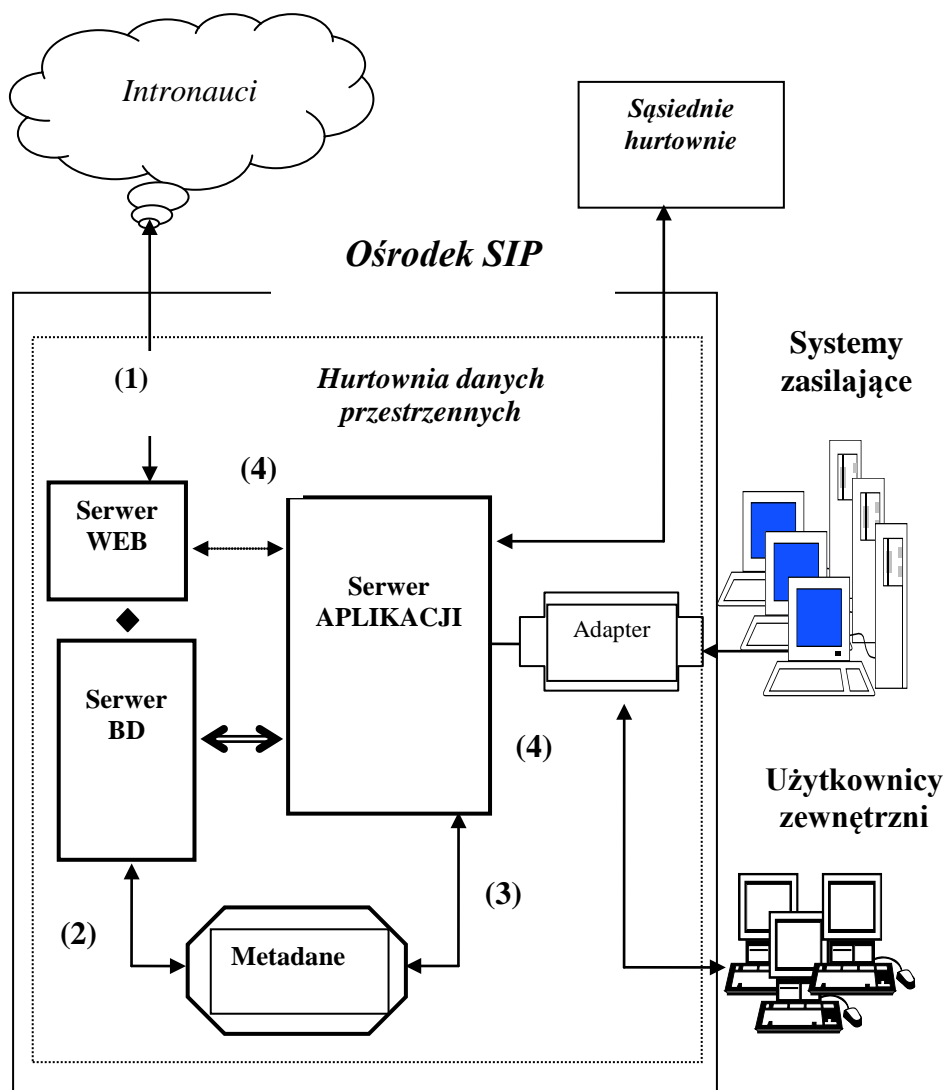 Intronauci
Sąsiednie
hurtownie
Ośrodek SIP
Systemy
zasilające
(1)
Hurtownia danych
przestrzennych
(4)
Serwer
WEB
Serwer
APLIKACJI
Adapter
Serwer
BD
(4)
Użytkownicy
zewnętrzni
(3)
(2)
Metadane